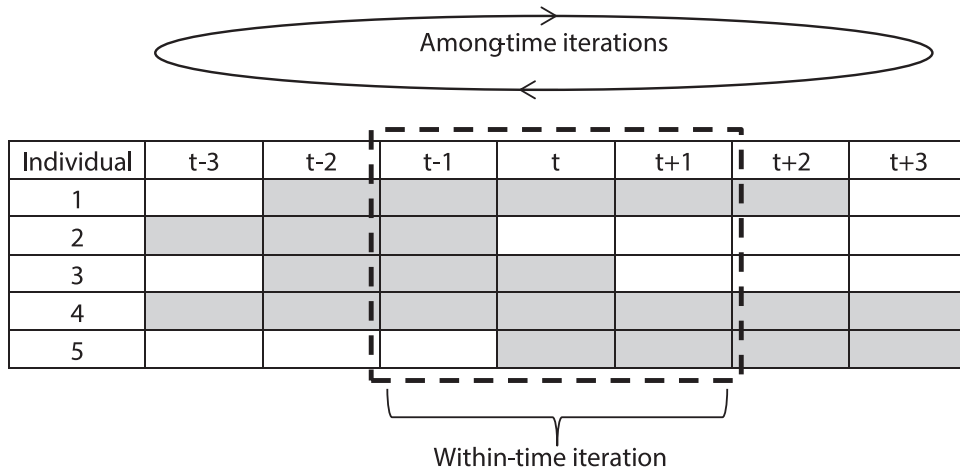 Among-time iterations
Individual t-3 t-2 t-1 t t+1 t+2 t+3
1
2
3
4
5
Within-time iteration